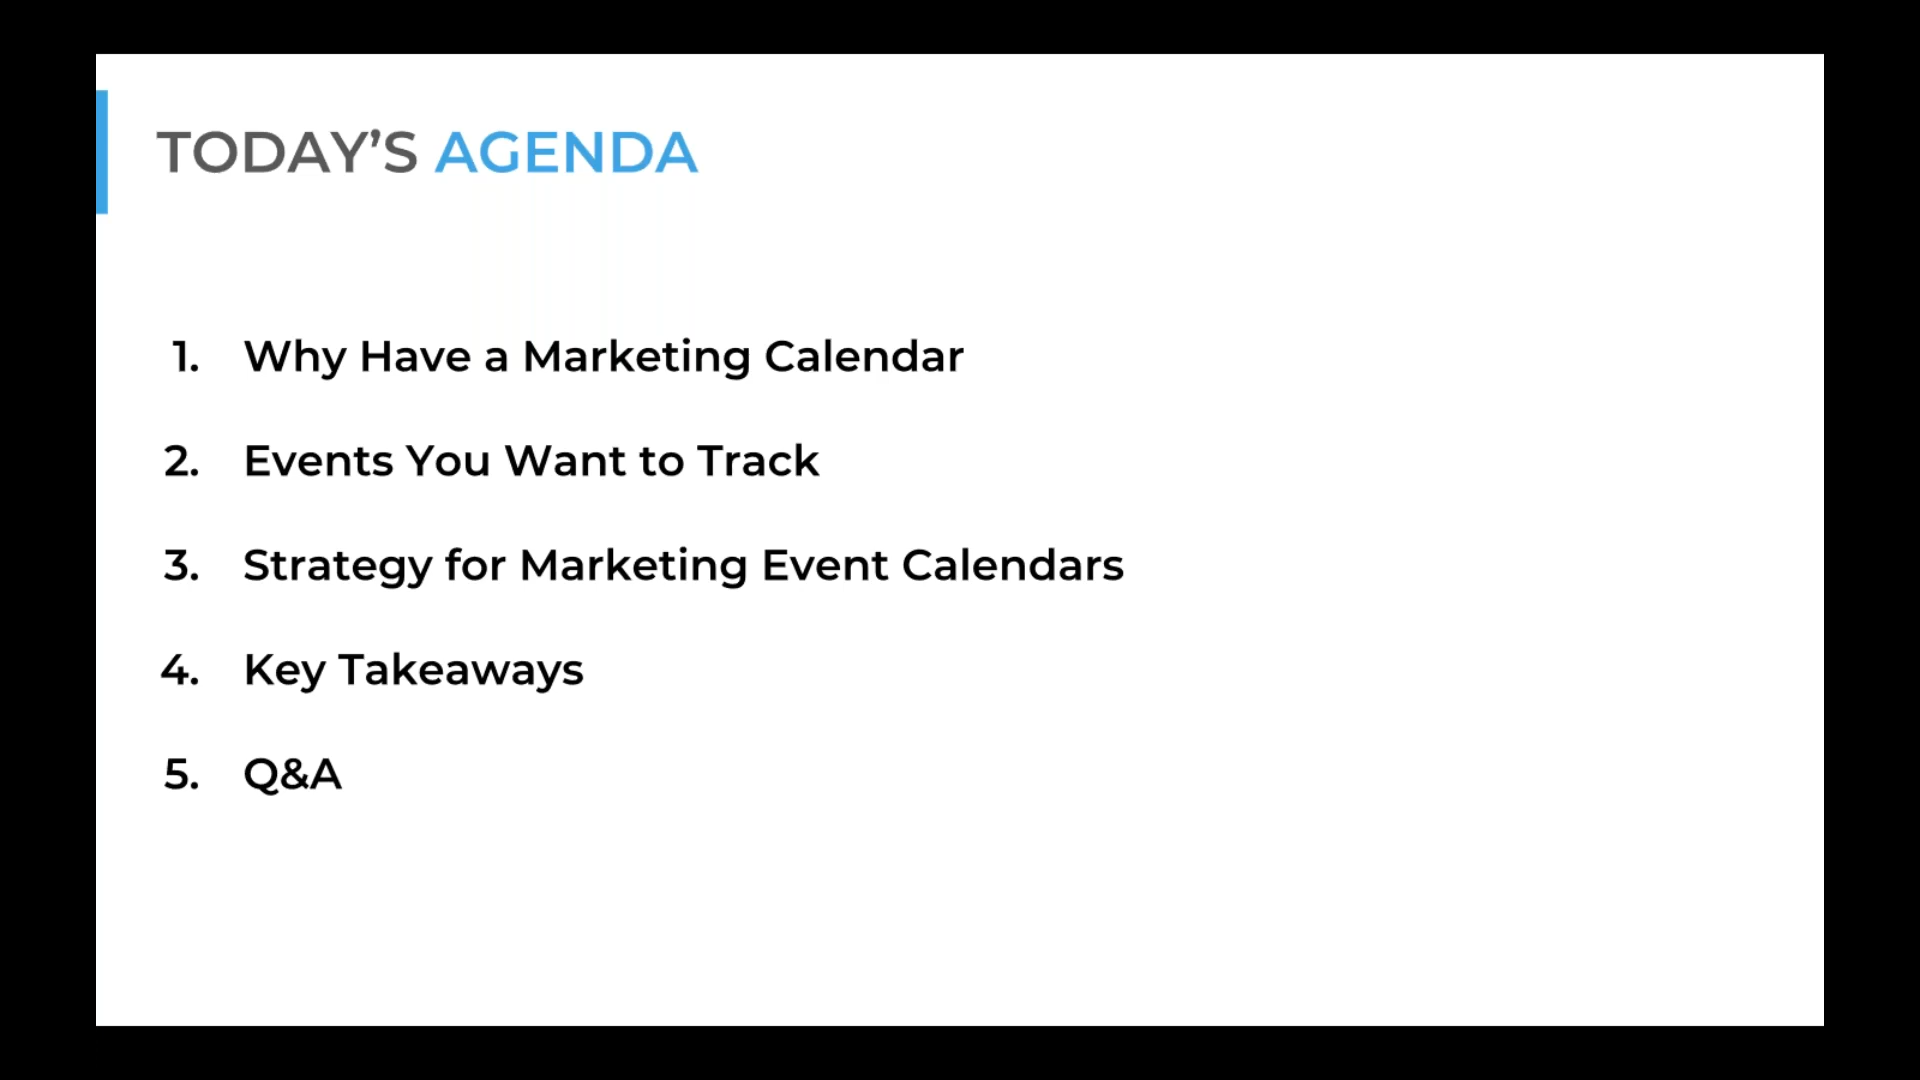 TODAY’S AGENDA
1. Why Have a Marketing Calendar
2. Events You Want to Track
3. Strategy for Marketing Event Calendars
4. Key Takeaways
5. Q&A